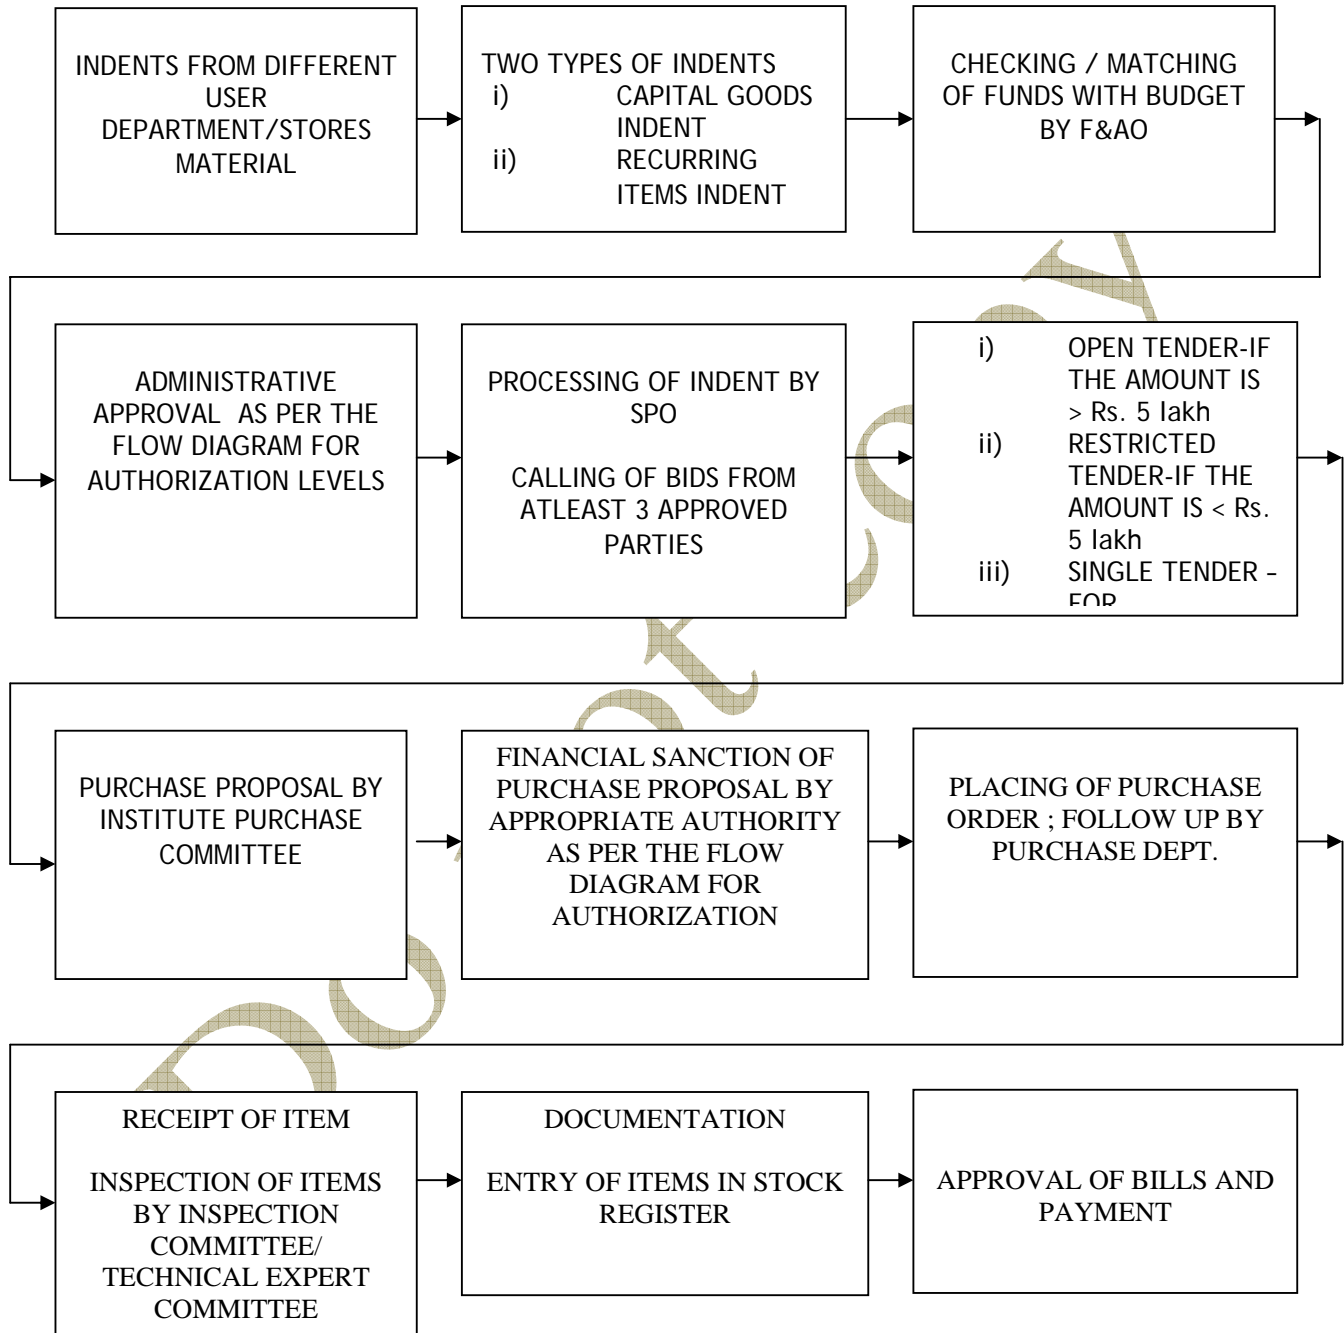 INDENTS FROM DIFFERENT
USER
DEPARTMENT/STORES
MATERIAL
TWO TYPES OF INDENTS
i) CAPITAL GOODS
INDENT
ii) RECURRING
ITEMS INDENT
CHECKING / MATCHING
OF FUNDS WITH BUDGET
BY F&AO
ADMINISTRATIVE
APPROVAL AS PER THE
FLOW DIAGRAM FOR
AUTHORIZATION LEVELS
PROCESSING OF INDENT BY
SPO
CALLING OF BIDS FROM
ATLEAST 3 APPROVED
PARTIES
i) OPEN TENDER-IF
THE AMOUNT IS
> Rs. 5 lakh
ii) RESTRICTED
TENDER-IF THE
AMOUNT IS < Rs.
5 lakh
iii) SINGLE TENDER –
FOR
PURCHASE PROPOSAL BY
INSTITUTE PURCHASE
COMMITTEE
FINANCIAL SANCTION OF
PURCHASE PROPOSAL BY
APPROPRIATE AUTHORITY
AS PER THE FLOW
DIAGRAM FOR
AUTHORIZATION
PLACING OF PURCHASE
ORDER ; FOLLOW UP BY
PURCHASE DEPT.
RECEIPT OF ITEM
INSPECTION OF ITEMS
BY INSPECTION
COMMITTEE/
TECHNICAL EXPERT
COMMITTEE
DOCUMENTATION
ENTRY OF ITEMS IN STOCK
REGISTER
APPROVAL OF BILLS AND
PAYMENT